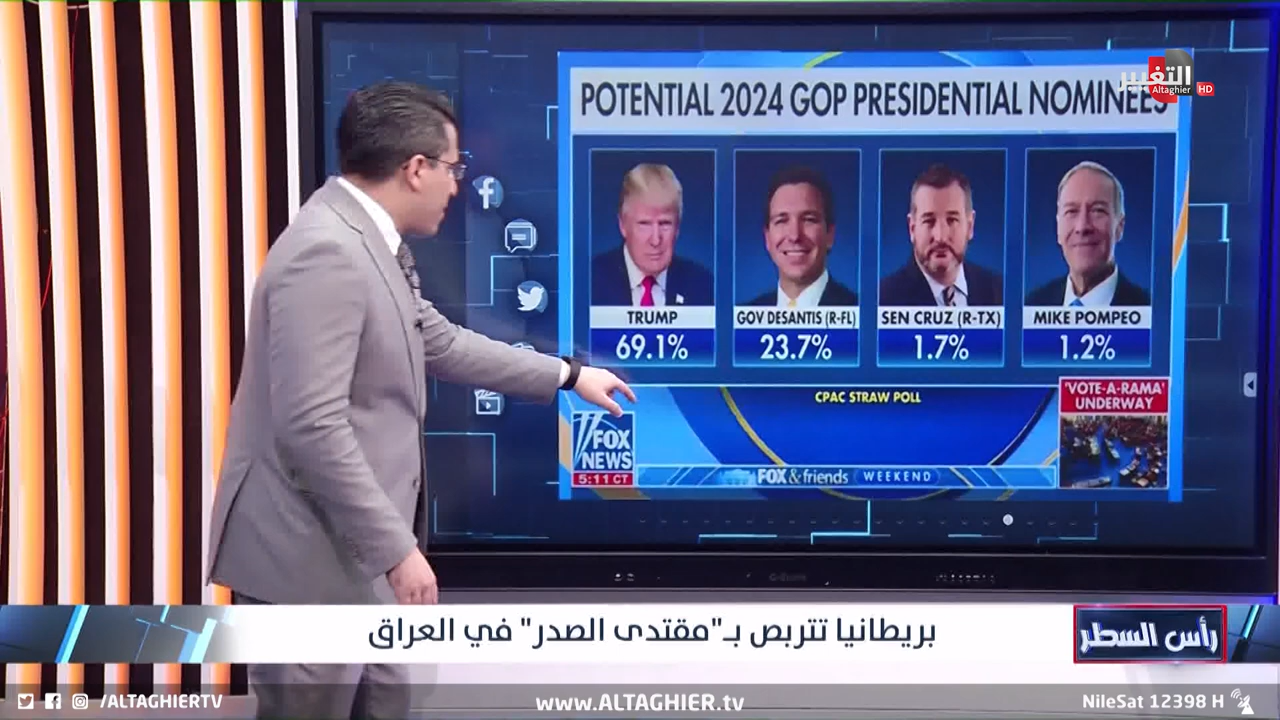 التغيير
Altaghier HD
POTENTIAL 2024 GOP PRESIDENTIAL NOMINEES
TRUMP
69.1%
GOV DESANTIS (R-FL)
23.7%
SEN CRUZ (R-TX)
1.7%
MIKE POMPEO
1.2%
CPAC STRAW POLL
'VOTE-A-RAMA'
UNDERWAY
FOX
NEWS
5:11 CT
FOX & friends WEEKEND
بريطانيا تتربص بـ"مقتدى الصدر" في العراق
رأس السطر
/ALTAGHIERTV
www.ALTAGHIER.tv
NileSat 12398 H